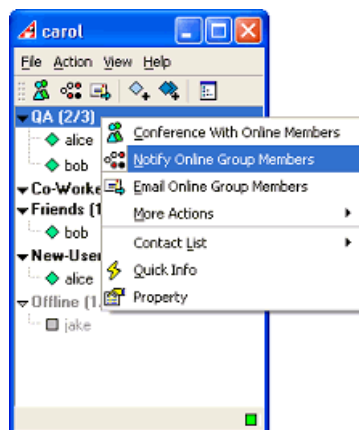 carol
File Action View Help
QA (2/3)
alice
Conference With Online Members
bob
Notify Online Group Members
Email Online Group Members
Friends (1
More Actions
bob
Contact List
New-User
Quick Info
alice
Property
Offline (1
jake